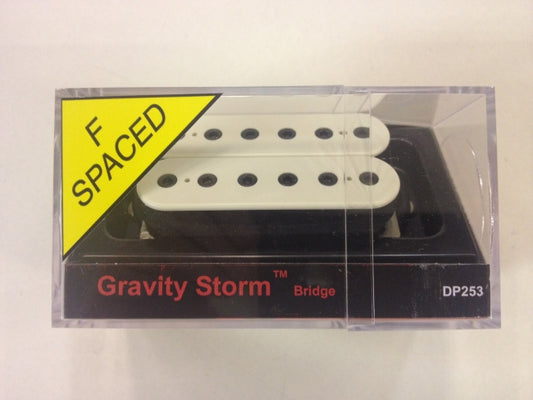 F
SPACED
Gravity Storm™ Bridge
DP253